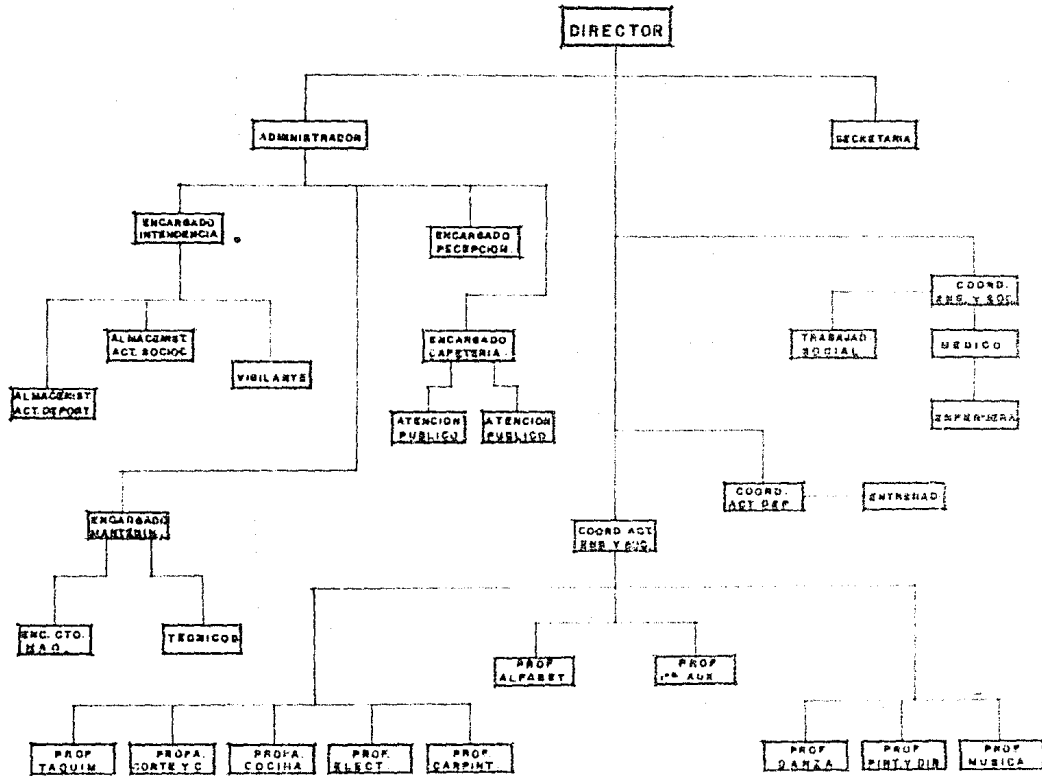 DIRECTOR
ADMINISTRADOR
SECRETARIA
ENCARGADO
INTENDENCIA
ENCARGADO
RECEPCION.
COORD.
ENS. Y SOC.
ALMACENIST
ACT. SOCIOC.
ENCARGADO
CAFETERIA.
TRABAJAD
SOCIAL
MEDICO
VIGILANTE
ALMACENIST
ACT. DEPORT
ATENCION
PUBLICO
ATENCION
PUBLICO
ENFERMERA
COORD.
ACT. DEP.
ENTRENAD
ENCARGADO
MANTENIM.
COORD. ACT.
ENC. CTO.
MAQ.
TECNICOS
PROF
ALFABET
PROF
AUX
PROF
TAQUIM.
PROFA.
CORTE Y C.
PROFA.
COCINA
PROF.
ELECT.
PROF.
CARPINT.
PROF
DANZA
PROF
PINT. Y DIB
PROF
MUSICA